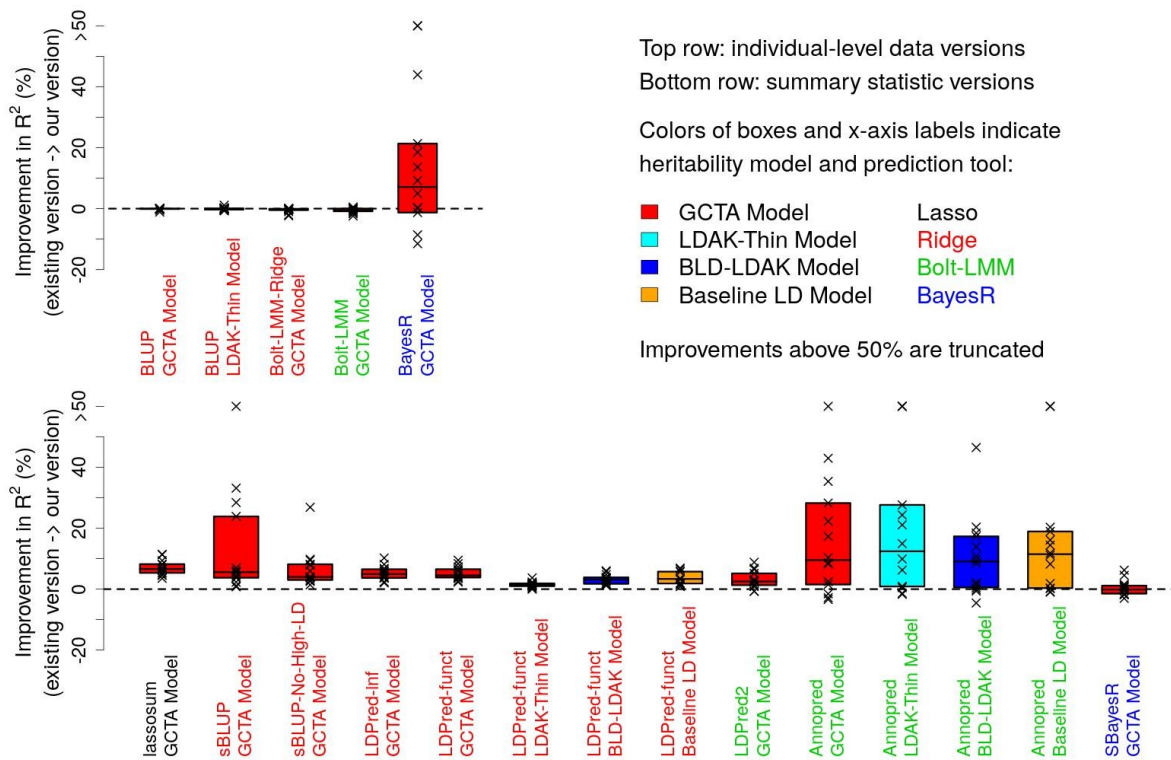 Improvement in R² (%)
(existing version -> our version)
>50
40
20
0
-20
BLUP
GCTA Model
BLUP
LDAK-Thin Model
Bolt-LMM-Ridge
GCTA Model
Bolt-LMM
GCTA Model
BayesR
GCTA Model
Top row: individual-level data versions
Bottom row: summary statistic versions
Colors of boxes and x-axis labels indicate
heritability model and prediction tool:
GCTA Model Lasso
LDAK-Thin Model Ridge
BLD-LDAK Model Bolt-LMM
Baseline LD Model BayesR
Improvements above 50% are truncated
Improvement in R² (%)
(existing version -> our version)
>50
40
20
0
-20
lassosum
GCTA Model
sBLUP
GCTA Model
sBLUP-No-High-LD
GCTA Model
LDPred-inf
GCTA Model
LDPred-funct
GCTA Model
LDPred-funct
LDAK-Thin Model
LDPred-funct
BLD-LDAK Model
LDPred-funct
Baseline LD Model
LDPred2
GCTA Model
Annopred
GCTA Model
Annopred
LDAK-Thin Model
Annopred
BLD-LDAK Model
Annopred
Baseline LD Model
SBayesR
GCTA Model